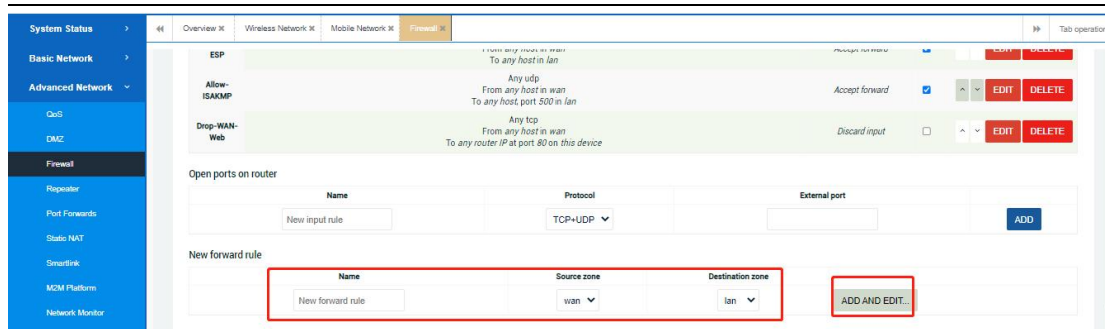 System Status
Overview
Wireless Network
Mobile Network
Firewall
Tab operation
Basic Network
ESP
From any host in wan
To any host in lan
Accept forward
EDIT DELETE
Advanced Network
Allow-
ISAKMP
Any udp
From any host in wan
To any host, port 500 in lan
Accept forward
EDIT DELETE
QoS
DMZ
Drop-WAN-
Web
Any tcp
From any host in wan
To any router IP at port 80 on this device
Discard input
EDIT DELETE
Firewall
Repeater
Port Forwards
Static NAT
Smartlink
M2M Platform
Network Monitor
Open ports on router
Name Protocol External port
New input rule TCP+UDP ADD
New forward rule
Name Source zone Destination zone
New forward rule wan lan ADD AND EDIT...